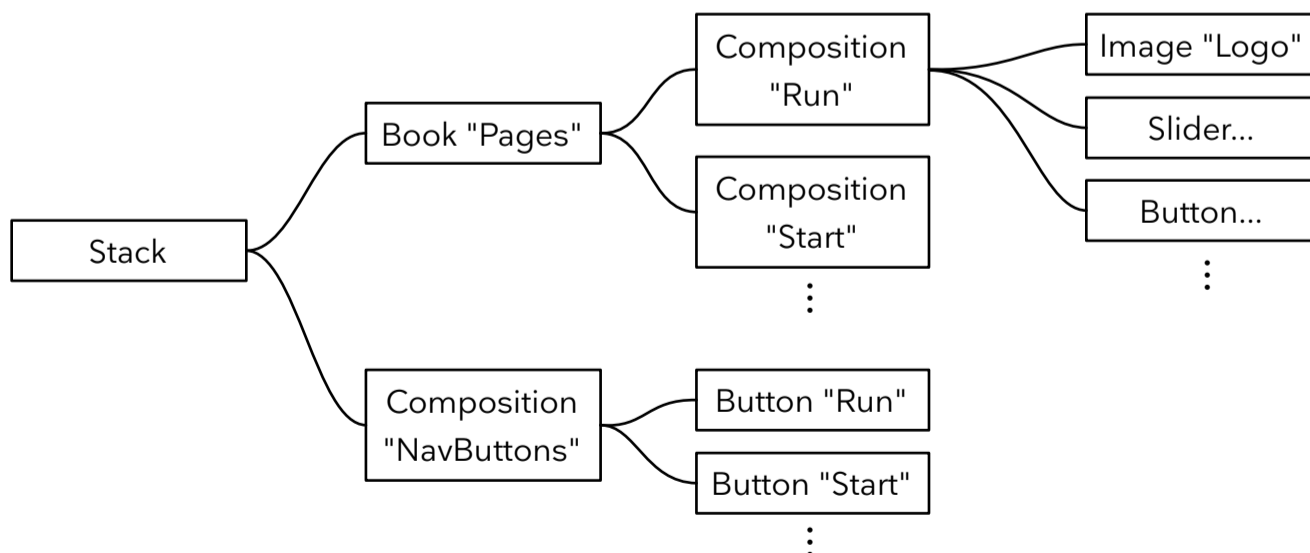 Stack
Book "Pages"
Composition
"NavButtons"
Composition
"Run"
Composition
"Start"
⋮
Button "Run"
Button "Start"
⋮
Image "Logo"
Slider...
Button...
⋮